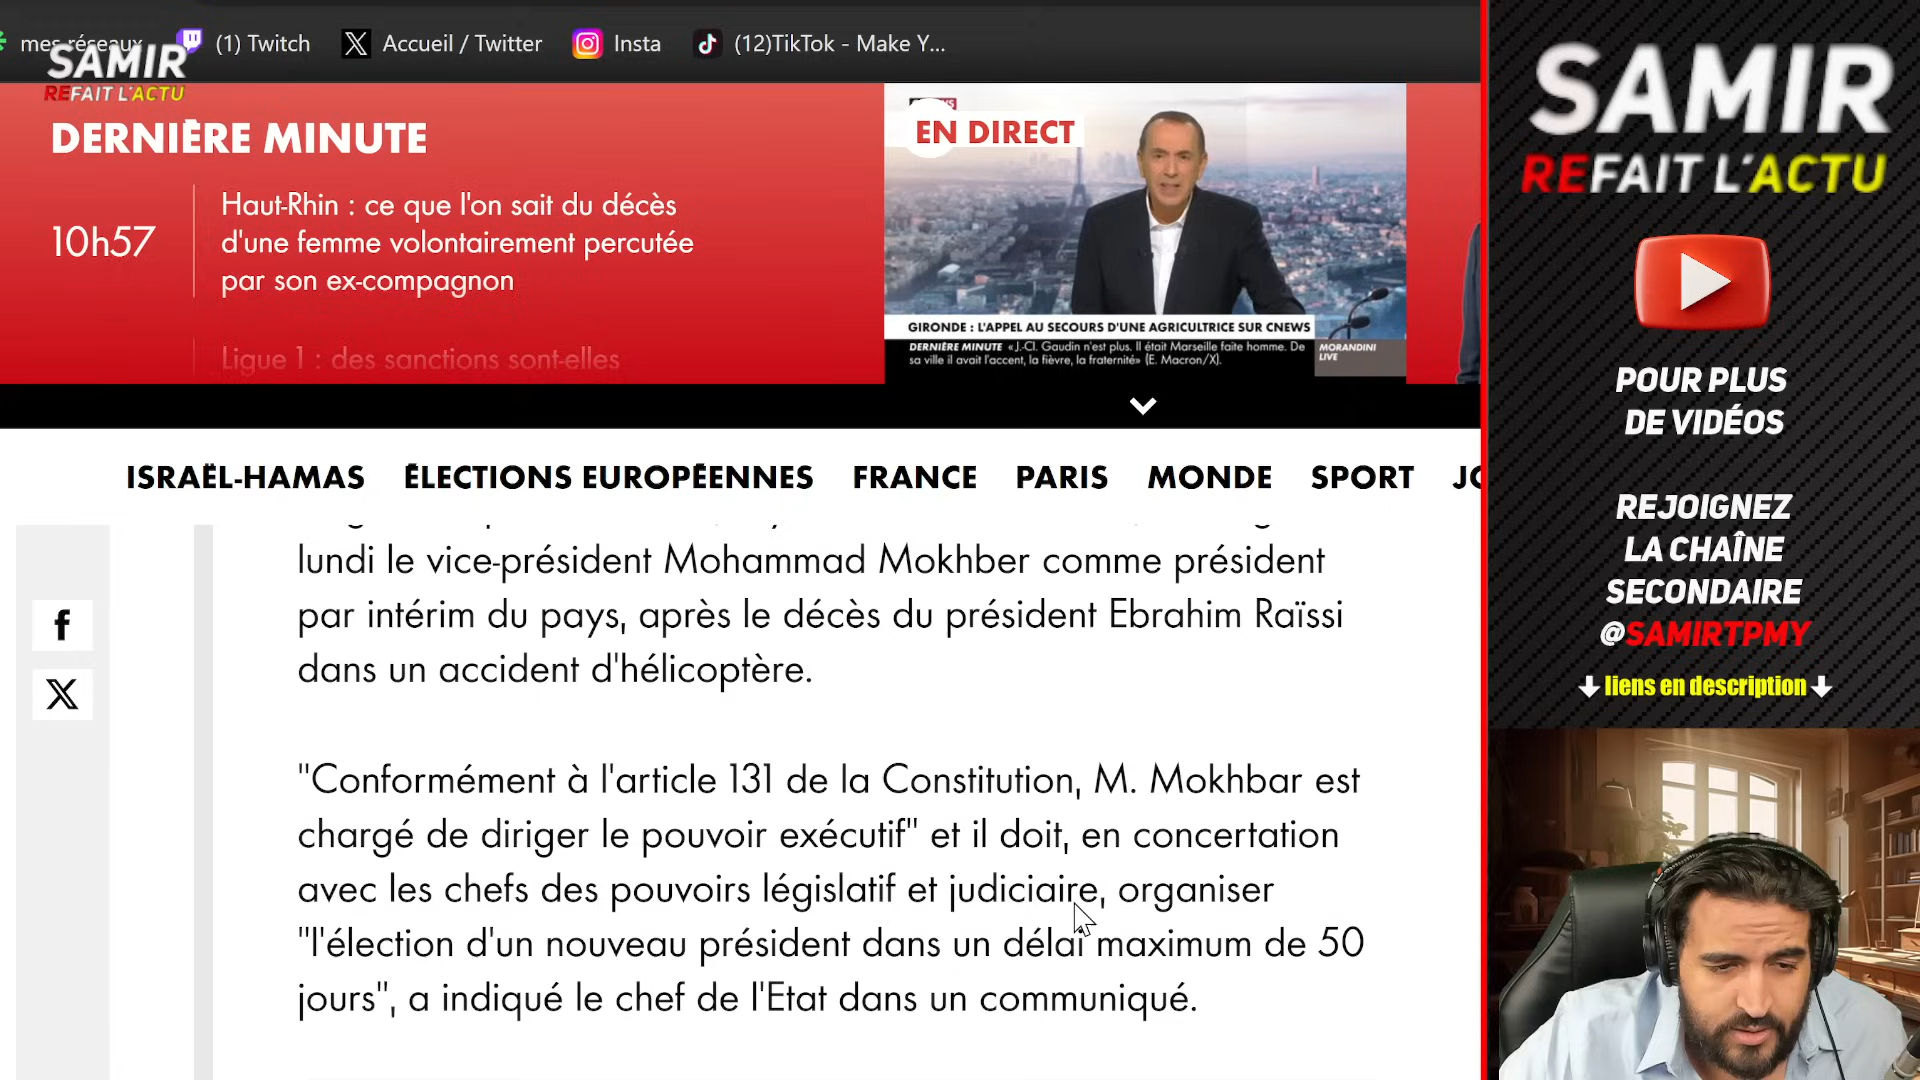 mes réseaux
(1) Twitch
Accueil / Twitter
Insta
(12)TikTok - Make Y...
SAMIR
REFAIT L'ACTU
DERNIÈRE MINUTE
10h57
Haut-Rhin : ce que l'on sait du décès
d'une femme volontairement percutée
par son ex-compagnon
Ligue 1 : des sanctions sont-elles
EN DIRECT
GIRONDE : L'APPEL AU SECOURS D'UNE AGRICULTRICE SUR CNEWS
DERNIÈRE MINUTE «J.-Cl. Gaudin n'est plus. Il était Marseille faite homme. De
sa ville il avait l'accent, la fièvre, la fraternité» (E. Macron/X).
MORANDINI
LIVE
ISRAËL-HAMAS
ÉLECTIONS EUROPÉENNES
FRANCE
PARIS
MONDE
SPORT
lundi le vice-président Mohammad Mokhber comme président
par intérim du pays, après le décès du président Ebrahim Raïssi
dans un accident d'hélicoptère.
"Conformément à l'article 131 de la Constitution, M. Mokhbar est
chargé de diriger le pouvoir exécutif" et il doit, en concertation
avec les chefs des pouvoirs législatif et judiciaire, organiser
"l'élection d'un nouveau président dans un délai maximum de 50
jours", a indiqué le chef de l'Etat dans un communiqué.
SAMIR
REFAIT L'ACTU
POUR PLUS
DE VIDÉOS
REJOIGNEZ
LA CHAÎNE
SECONDAIRE
@SAMIRTPMY
liens en description